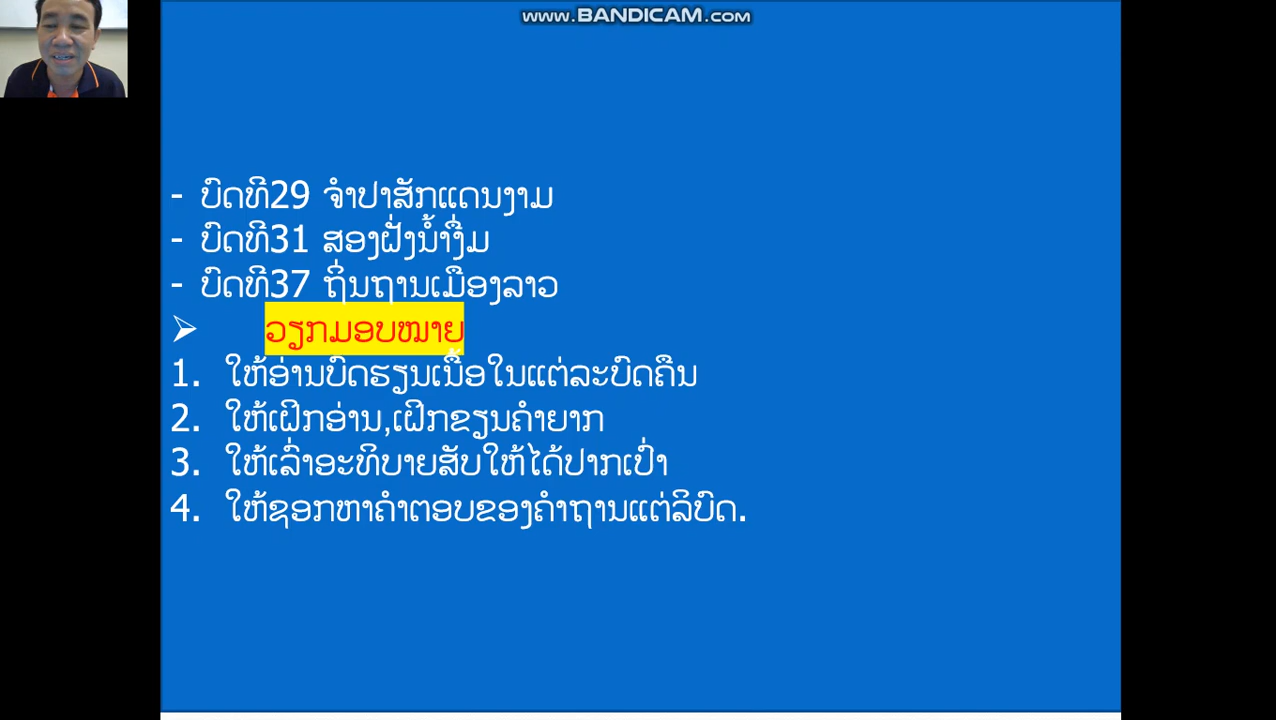 www.BANDICAM.com
- ບົດທີ29 ຈຳປາສັກແດນງາມ
- ບົດທີ31 ສອງຝັ່ງນ້ຳງື່ມ
- ບົດທີ37 ຖິ່ນຖານເມືອງລາວ
➢ ວຽກມອບໝາຍ
1. ໃຫ້ອ່ານບົດຮຽນເນື້ອໃນແຕ່ລະບົດຄືນ
2. ໃຫ້ເຝິກອ່ານ,ເຝິກຂຽນຄຳຍາກ
3. ໃຫ້ເລົ່າອະທິບາຍສັບໃຫ້ໄດ້ປາກເປົ່າ
4. ໃຫ້ຊອກຫາຄຳຕອບຂອງຄຳຖານແຕ່ລິບົດ.